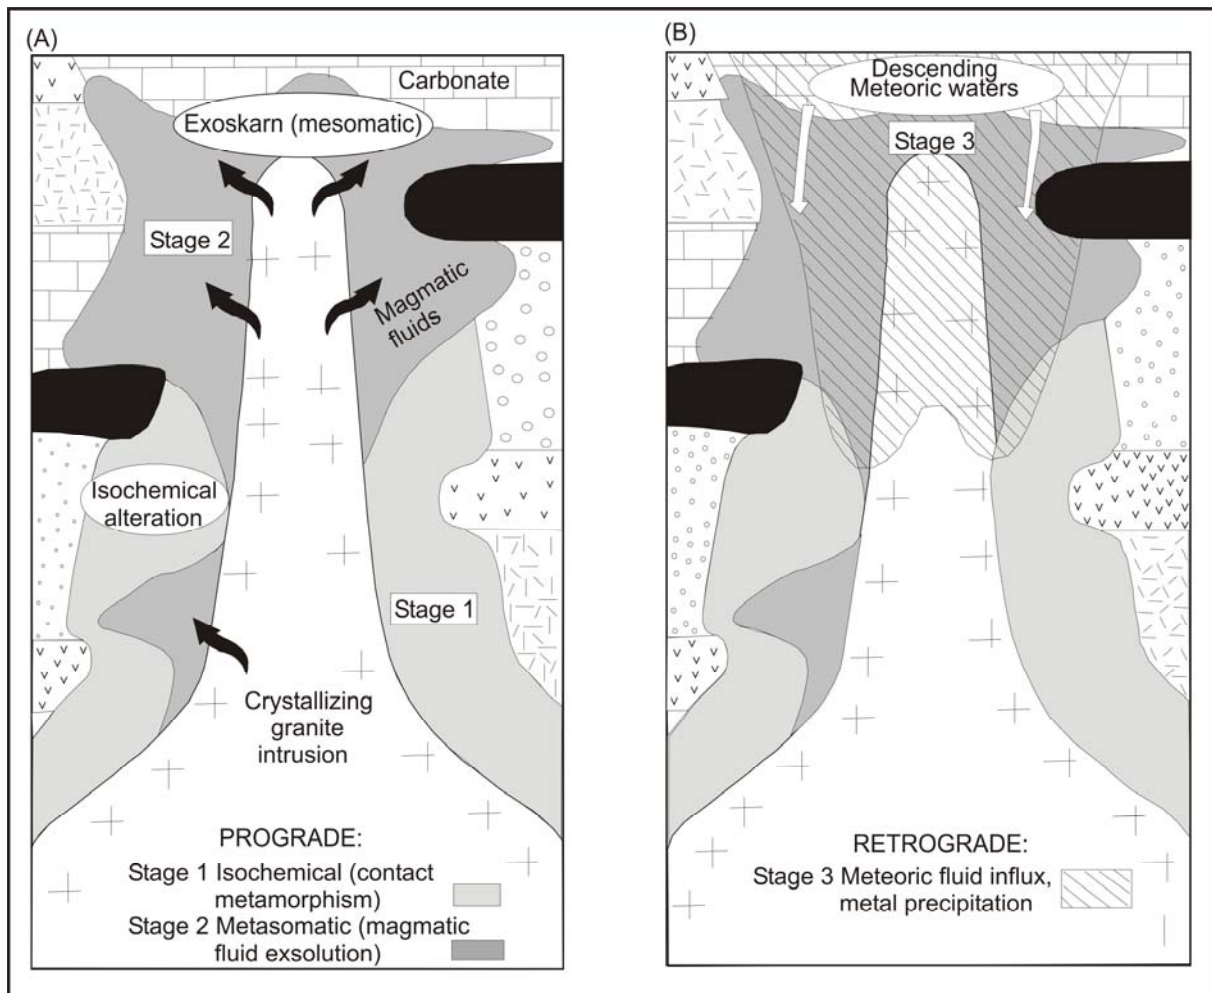 (A)
Carbonate
Exoskarn (mesomatic)
Stage 2
Magmatic
fluids
Isochemical
alteration
Stage 1
Crystallizing
granite
intrusion
PROGRADE:
Stage 1 Isochemical (contact
metamorphism)
Stage 2 Metasomatic (magmatic
fluid exsolution)
(B)
Descending
Meteoric waters
Stage 3
RETROGRADE:
Stage 3 Meteoric fluid influx,
metal precipitation